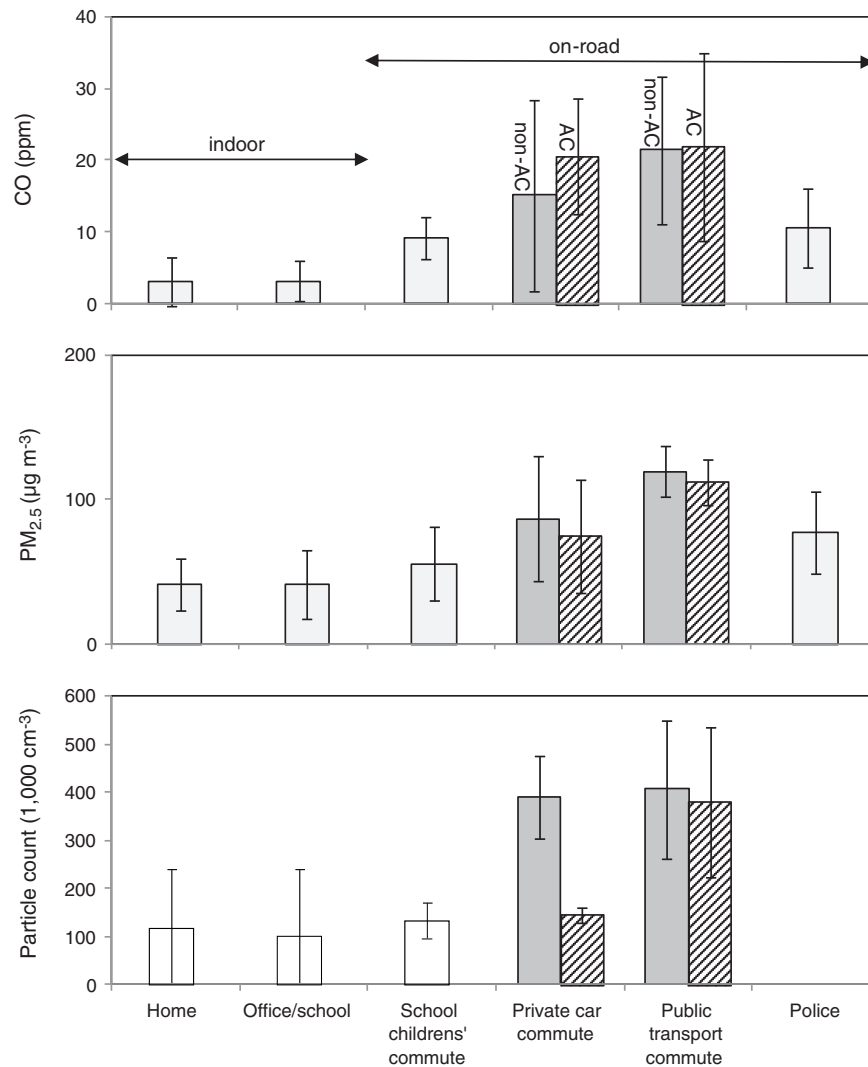 40
30
20
10
0
CO (ppm)
indoor
on-road
non-AC
AC
non-AC
AC
200
100
0
PM2.5 (µg m-3)
600
500
400
300
200
100
0
Particle count (1,000 cm-3)
Home
Office/school
School
childrens'
commute
Private car
commute
Public
transport
commute
Police